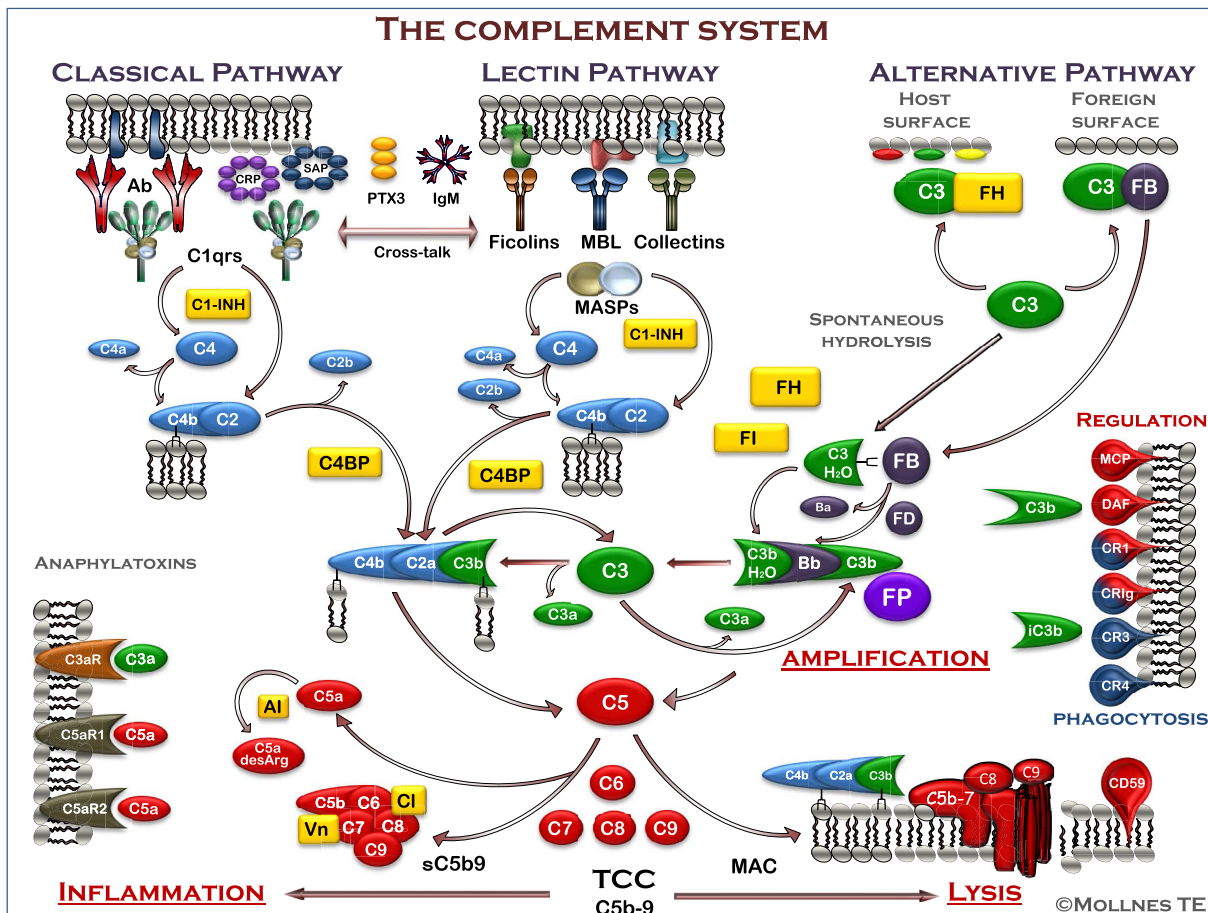 THE COMPLEMENT SYSTEM
CLASSICAL PATHWAY
LECTIN PATHWAY
ALTERNATIVE PATHWAY
HOST
SURFACE
FOREIGN
SURFACE
Ab
CRP
SAP
PTX3
IgM
Cross-talk
Ficolins
MBL
Collectins
C3
FH
C3
FB
C1qrs
MASPs
C1-INH
C1-INH
C3
SPONTANEOUS
HYDROLYSIS
C4a
C4
C2b
C4b
C2
C4a
C4
C2b
C4b
C2
C4BP
C4BP
FH
FI
C3
H2O
FB
Ba
FD
REGULATION
MCP
DAF
CR1
CRIg
CR3
CR4
C3b
iC3b
PHAGOCYTOSIS
C4b
C2a
C3b
C3
C3a
C3b
H2O
Bb
C3b
FP
C3a
AMPLIFICATION
ANAPHYLATOXINS
C3aR
C3a
C5aR1
C5a
C5aR2
C5a
C5a
AI
C5a
desArg
C5
C6
C7
C8
C9
C5b
C6
CI
Vn
C7
C8
C9
sC5b9
C4b
C2a
C3b
C5b-7
C8
C9
CD59
MAC
INFLAMMATION
TCC
C5b-9
LYSIS
©MOLLNES TE